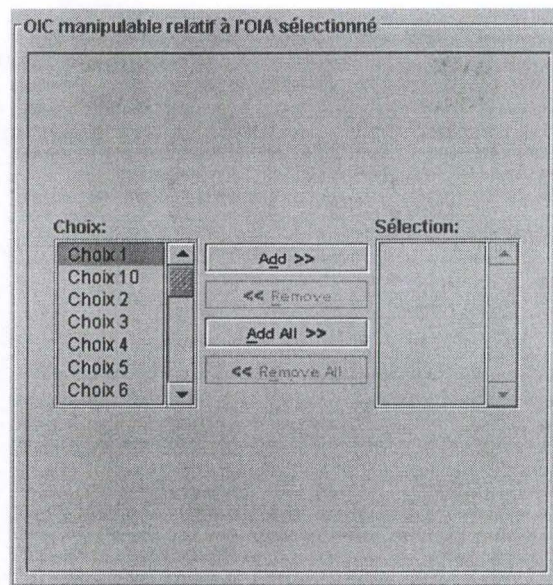 OIC manipulable relatif à l'OIA sélectionné
Choix:
Choix 1
Choix 10
Choix 2
Choix 3
Choix 4
Choix 5
Choix 6
Add >>
<< Remove
Add All >>
<< Remove All
Sélection: